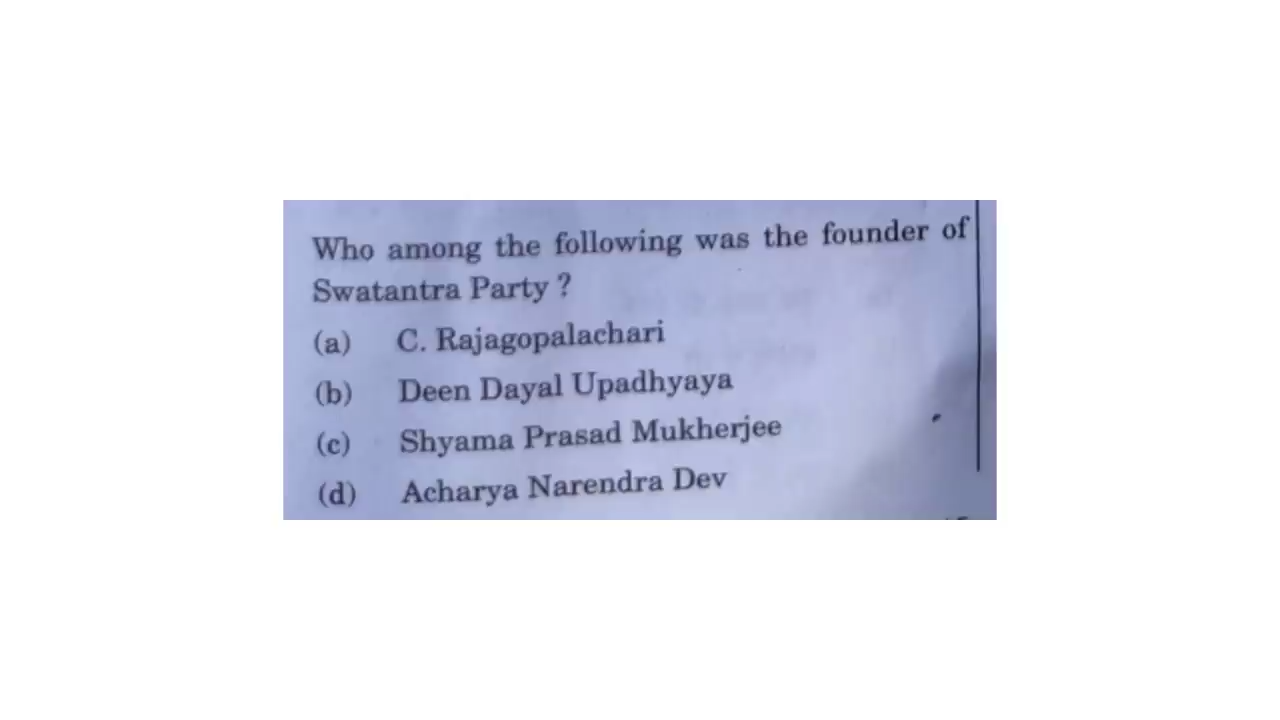 Who among the following was the founder of
Swatantra Party ?
(a) C. Rajagopalachari
(b) Deen Dayal Upadhyaya
(c) Shyama Prasad Mukherjee
(d) Acharya Narendra Dev